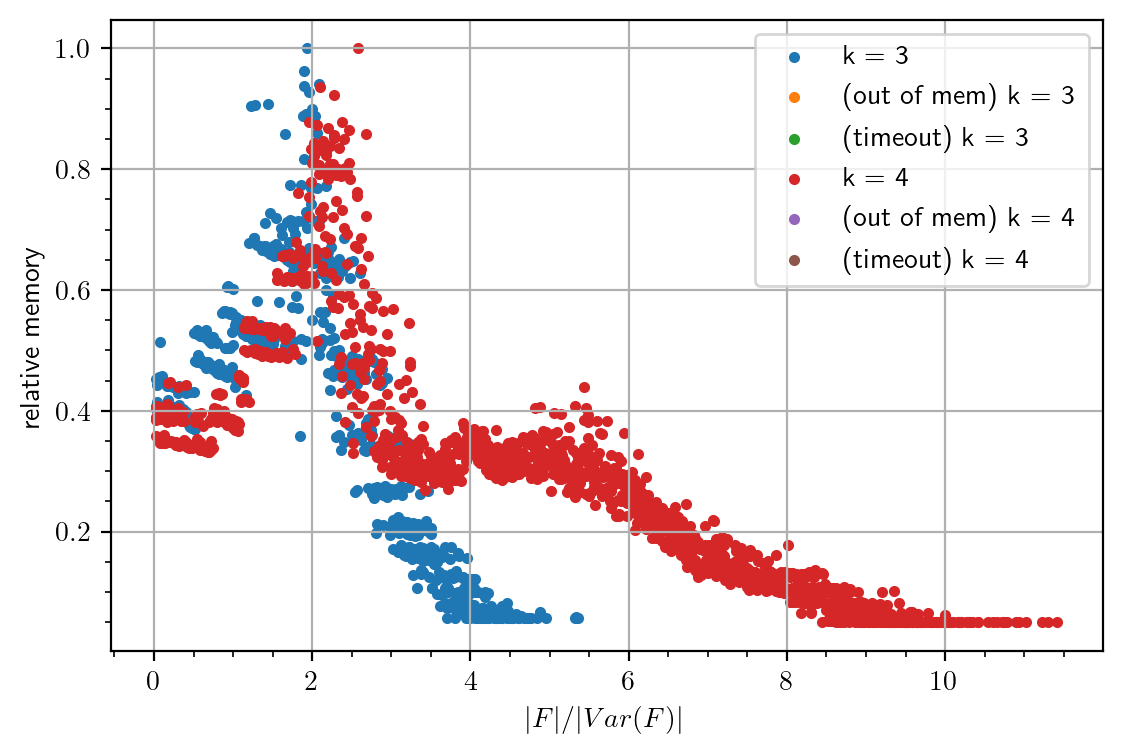 k = 3
(out of mem) k = 3
(timeout) k = 3
k = 4
(out of mem) k = 4
(timeout) k = 4
relative memory
1.0
0.8
0.6
0.4
0.2
0 2 4 6 8 10
|F|/|Var(F)|